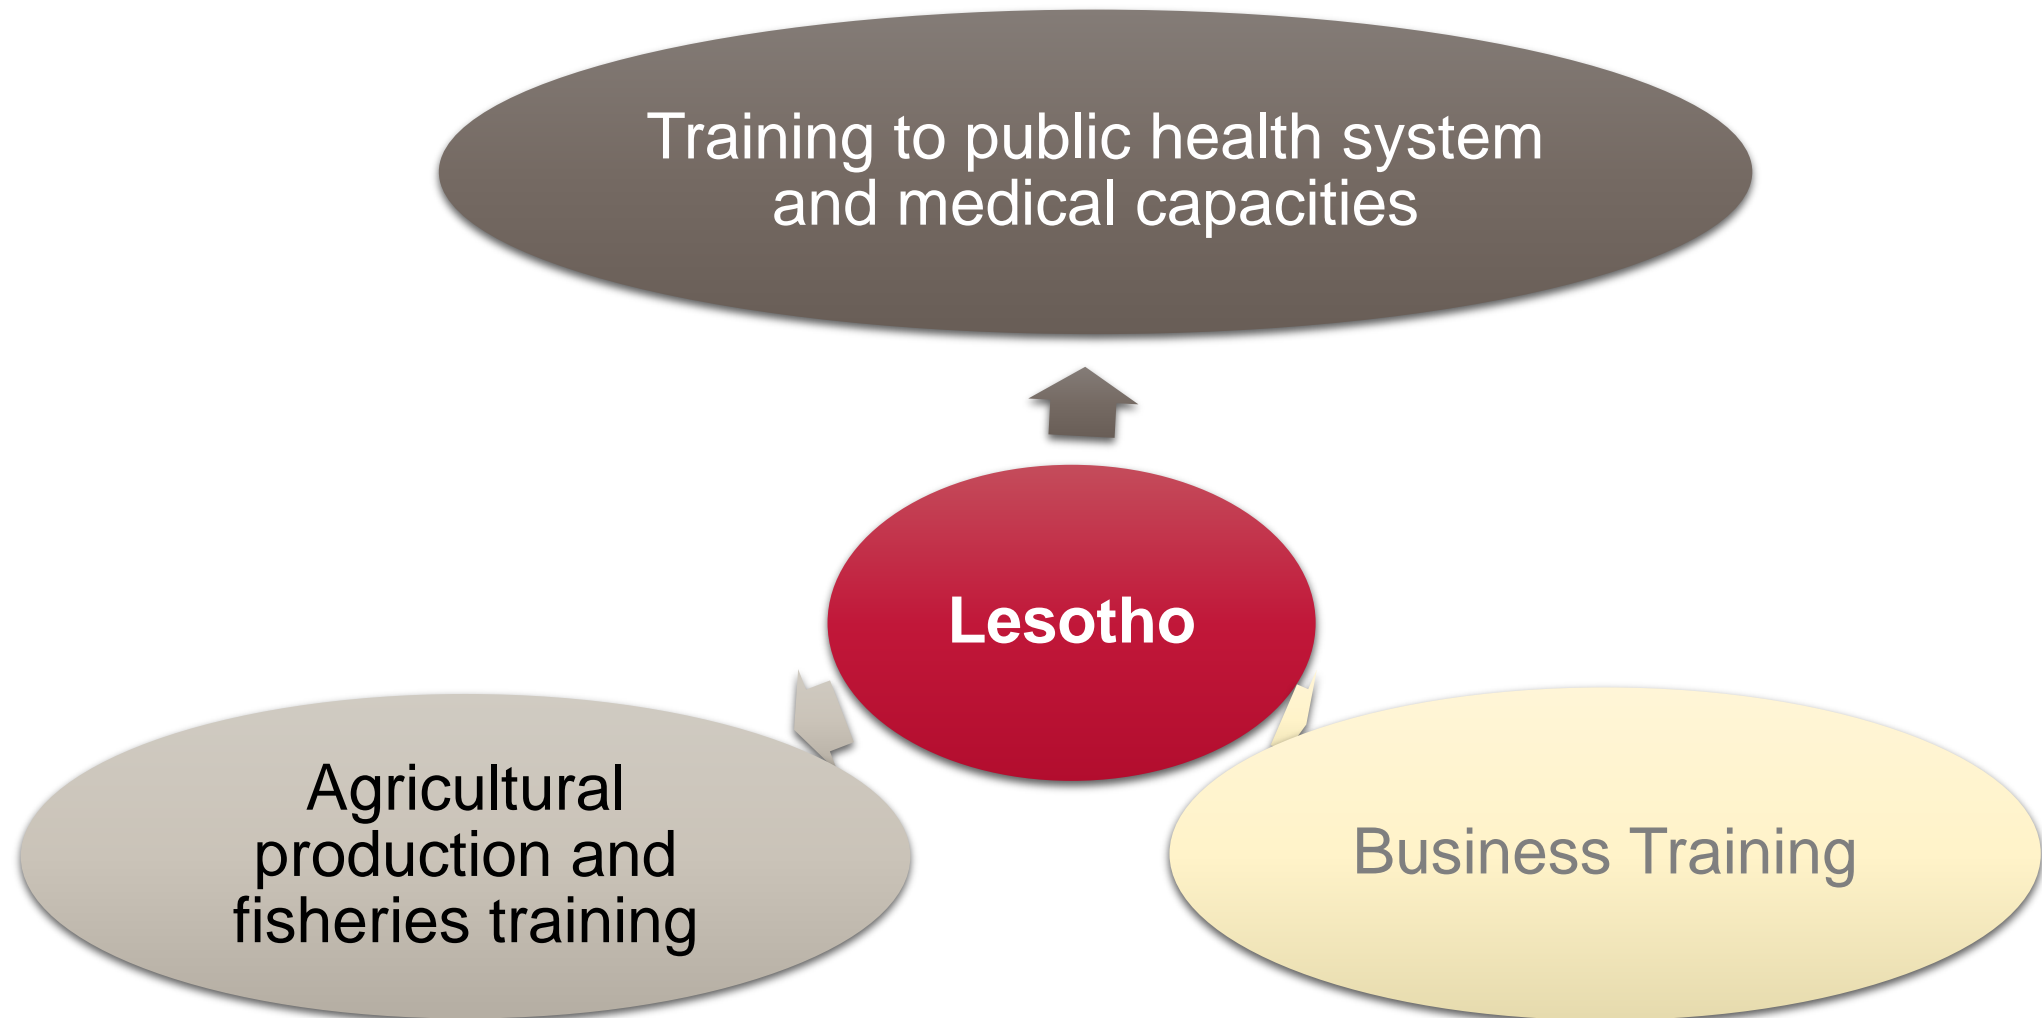 Training to public health system
and medical capacities
Lesotho
Agricultural
production and
fisheries training
Business Training